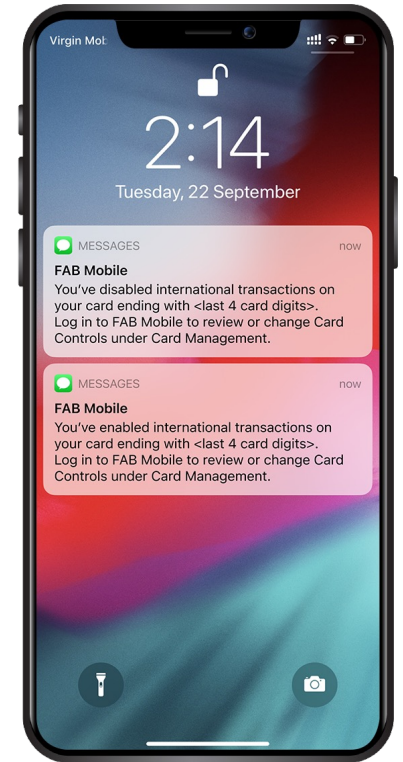 Virgin Mob
2:14
Tuesday, 22 September
MESSAGES now
FAB Mobile
You've disabled international transactions on
your card ending with <last 4 card digits>.
Log in to FAB Mobile to review or change Card
Controls under Card Management.
MESSAGES now
FAB Mobile
You've enabled international transactions on
your card ending with <last 4 card digits>.
Log in to FAB Mobile to review or change Card
Controls under Card Management.